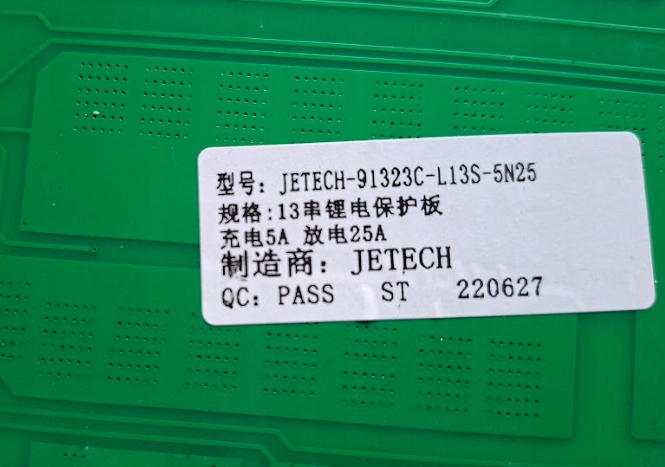 型号: JETECH-91323C-L13S-5N25
规格:13串锂电保护板
充电5A 放电25A
制造商: JETECH
QC: PASS ST 220627